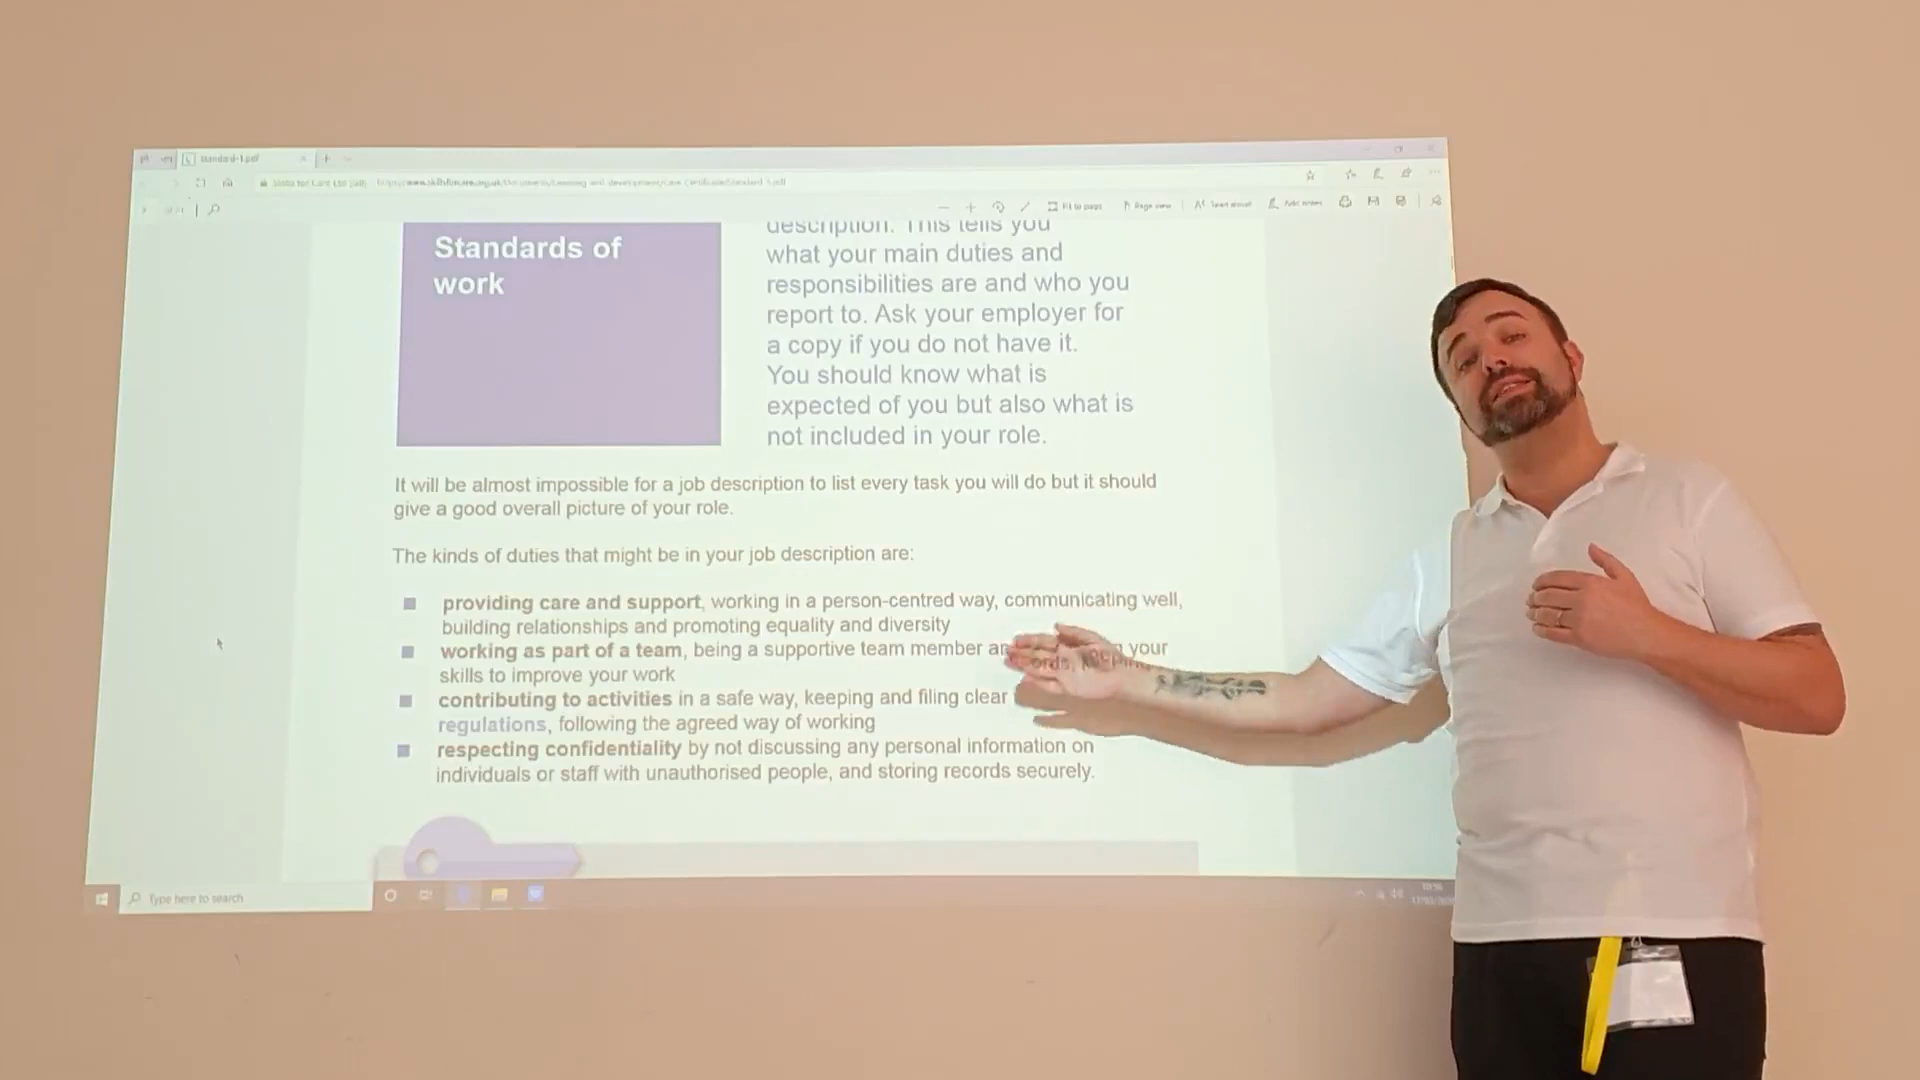 Standard-1.pdf
Standards of
work
description. This tells you
what your main duties and
responsibilities are and who you
report to. Ask your employer for
a copy if you do not have it.
You should know what is
expected of you but also what is
not included in your role.
It will be almost impossible for a job description to list every task you will do but it should
give a good overall picture of your role.
The kinds of duties that might be in your job description are:
providing care and support, working in a person-centred way, communicating well,
building relationships and promoting equality and diversity
working as part of a team, being a supportive team member your
skills to improve your work
contributing to activities in a safe way, keeping and filing clear
regulations, following the agreed way of working
respecting confidentiality by not discussing any personal information on
individuals or staff with unauthorised people, and storing records securely.
Type here to search